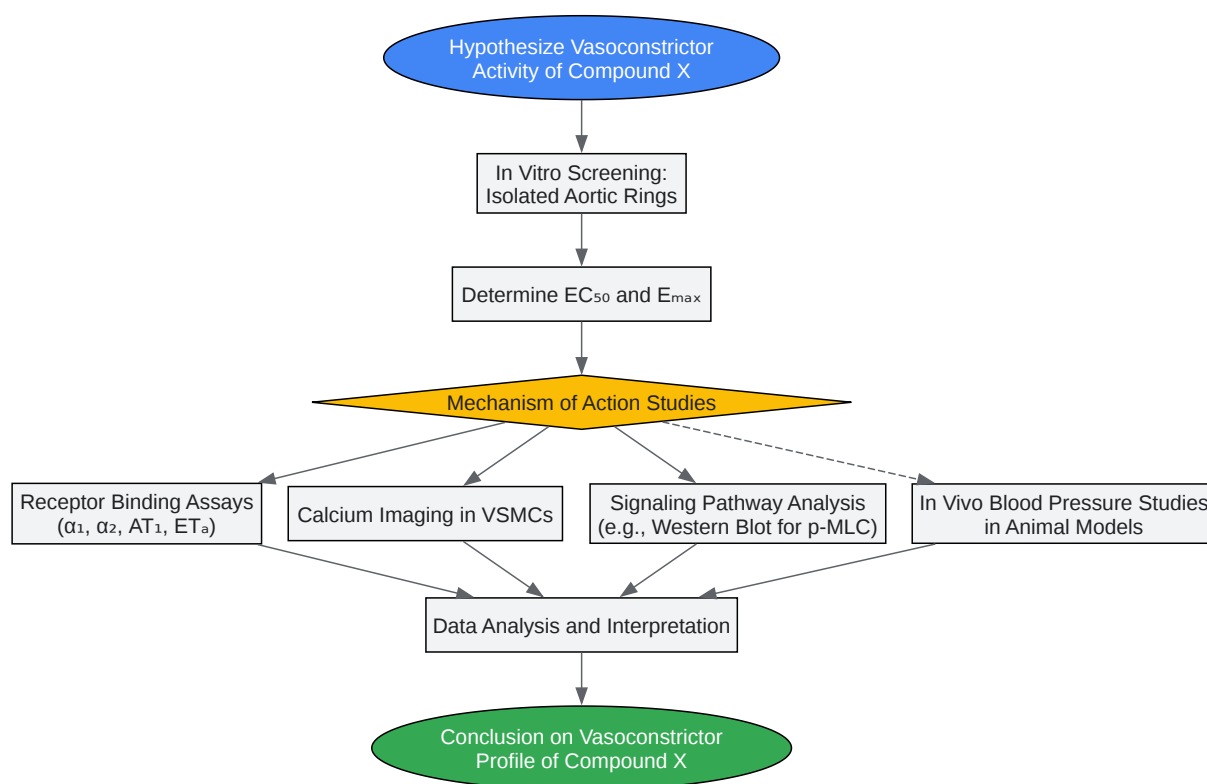 Hypothesize Vasoconstrictor
Activity of Compound X
In Vitro Screening:
Isolated Aortic Rings
Determine EC₅₀ and Eₘₐₓ
Mechanism of Action Studies
Receptor Binding Assays
(α₁, α₂, AT₁, ETₐ)
Calcium Imaging in VSMCs
Signaling Pathway Analysis
(e.g., Western Blot for p-MLC)
In Vivo Blood Pressure Studies
in Animal Models
Data Analysis and Interpretation
Conclusion on Vasoconstrictor
Profile of Compound X